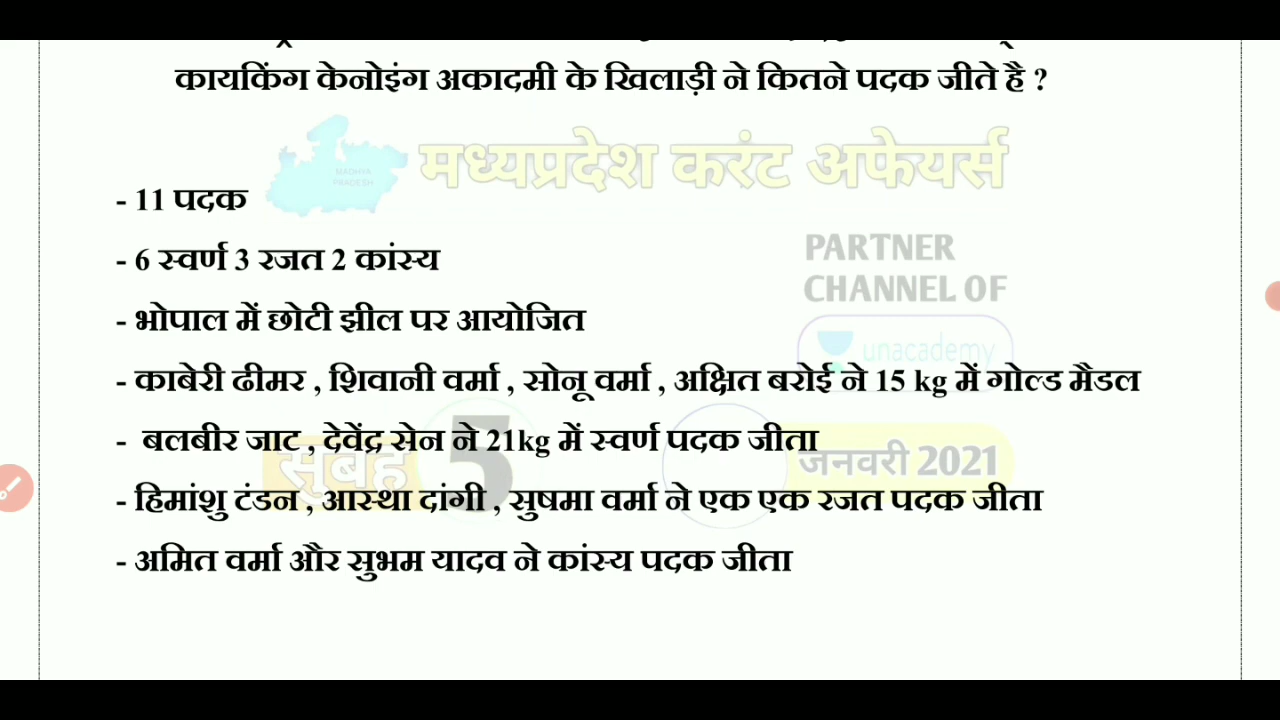 कायकिंग केनोइंग अकादमी के खिलाड़ी ने कितने पदक जीते है ?
मध्यप्रदेश करंट अफेयर्स
MADHYA
PRADESH
- 11 पदक
- 6 स्वर्ण 3 रजत 2 कांस्य
PARTNER
CHANNEL OF
- भोपाल में छोटी झील पर आयोजित
unacademy
- काबेरी ढीमर , शिवानी वर्मा , सोनू वर्मा , अक्षित बरोई ने 15 kg में गोल्ड मैडल
- बलबीर जाट , देवेंद्र सेन ने 21kg में स्वर्ण पदक जीता
सुबह 5 जनवरी 2021
- हिमांशु टंडन , आस्था दांगी , सुषमा वर्मा ने एक एक रजत पदक जीता
- अमित वर्मा और सुभम यादव ने कांस्य पदक जीता